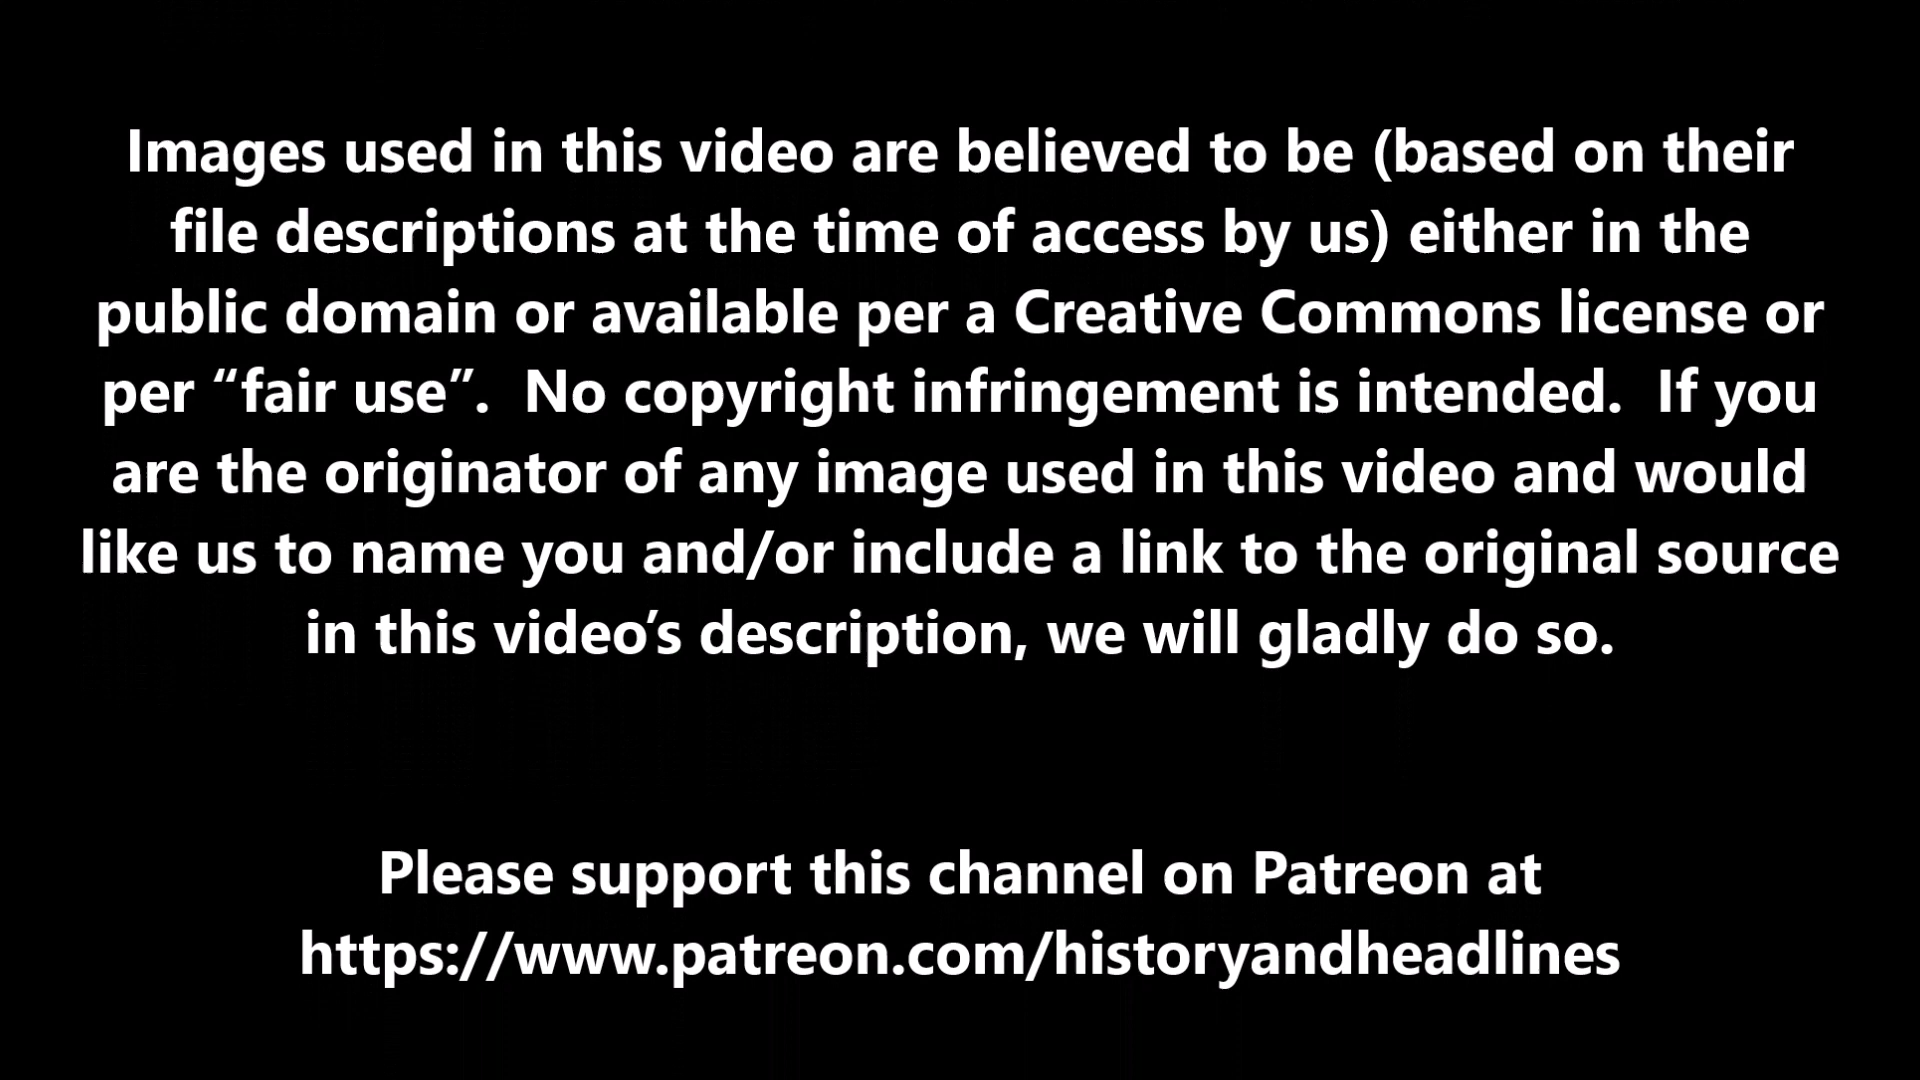 Images used in this video are believed to be (based on their
file descriptions at the time of access by us) either in the
public domain or available per a Creative Commons license or
per “fair use”.  No copyright infringement is intended.  If you
are the originator of any image used in this video and would
like us to name you and/or include a link to the original source
in this video’s description, we will gladly do so.
Please support this channel on Patreon at
https://www.patreon.com/historyandheadlines